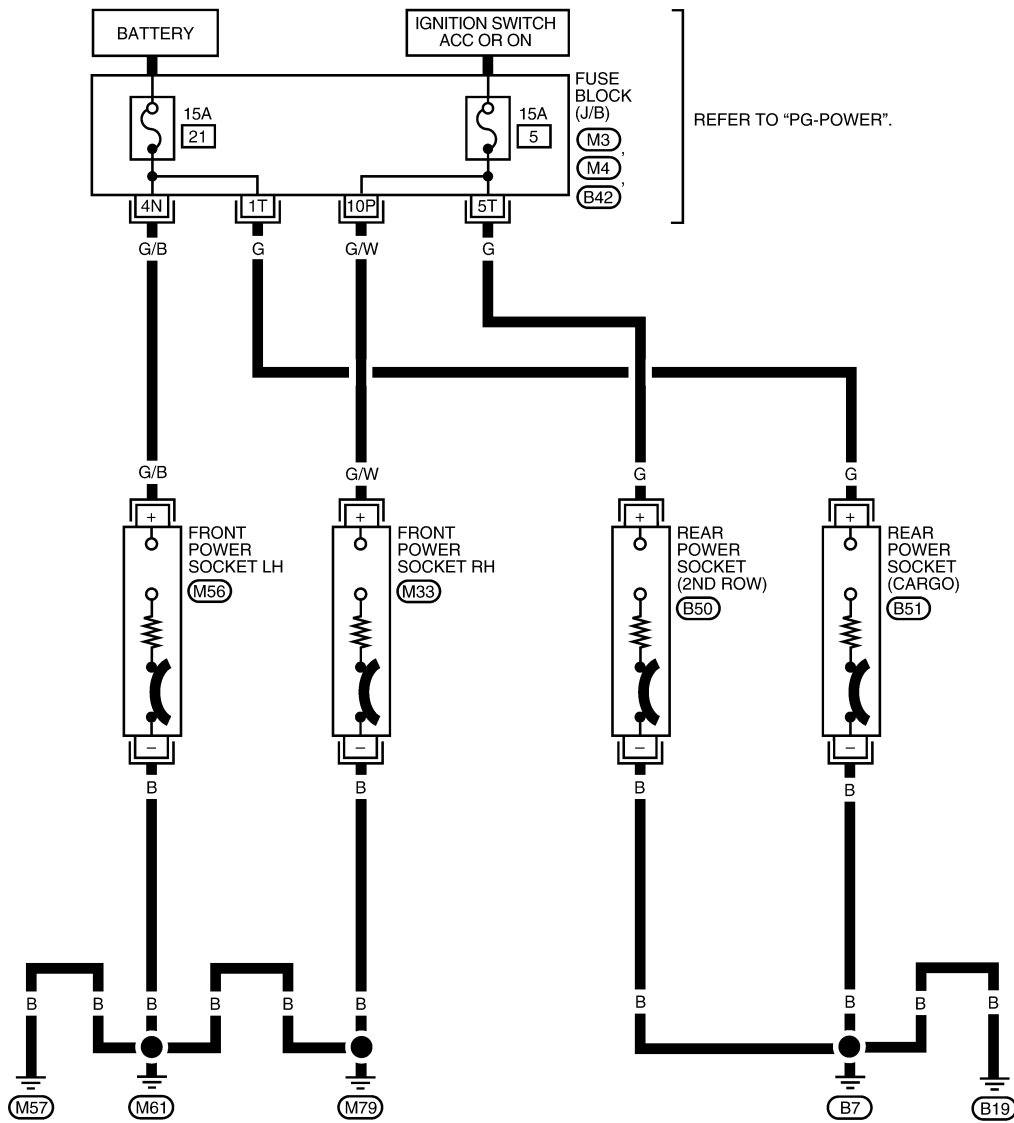 BATTERY
IGNITION SWITCH
ACC OR ON
15A
21
15A
5
FUSE
BLOCK
(J/B)
M3 ,
M4 ,
B42
REFER TO “PG-POWER”.
4N
1T
10P
5T
G/B
G
G/W
G
G/B
G/W
G
G
+
+
+
+
FRONT
POWER
SOCKET LH
M56
FRONT
POWER
SOCKET RH
M33
REAR
POWER
SOCKET
(2ND ROW)
B50
REAR
POWER
SOCKET
(CARGO)
B51
–
–
–
–
B
B
B
B
B
B
B
B
B
B
B
B
B
B
M57
M61
M79
B7
B19